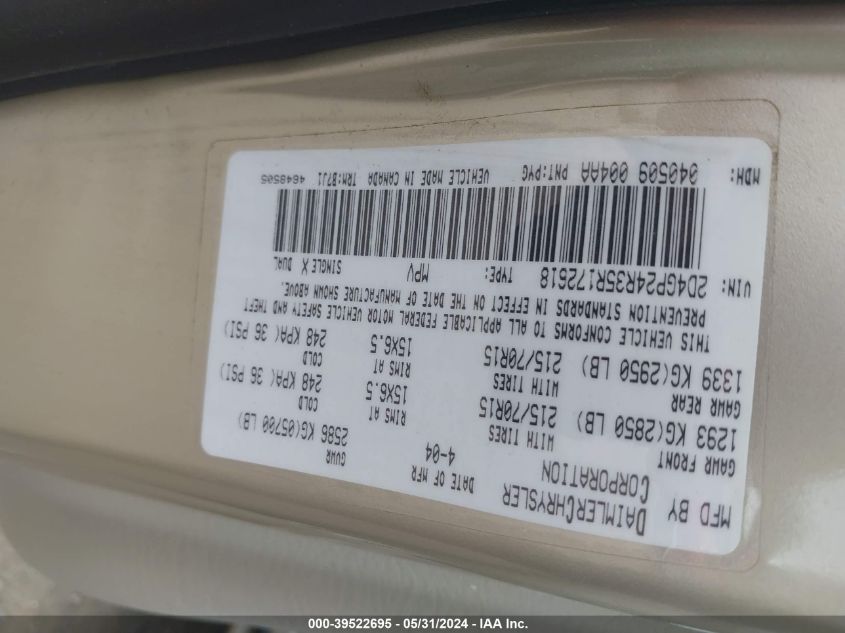 MFD BY DAIMLERCHRYSLER CORPORATION
DATE OF MFR 4-04
GVWR 2586 KG(05700 LB)
GAWR FRONT WITH TIRES RIMS AT COLD
1293 KG(2850 LB) 215/70R15 15X6.5 248 KPA(36 PSI)
GAWR REAR WITH TIRES RIMS AT COLD
1339 KG(2950 LB) 215/70R15 15X6.5 248 KPA(36 PSI)
THIS VEHICLE CONFORMS TO ALL APPLICABLE FEDERAL MOTOR VEHICLE SAFETY AND THEFT
PREVENTION STANDARDS IN EFFECT ON THE DATE OF MANUFACTURE SHOWN ABOVE.
VIN: 2D4GP24R35R172618 TYPE: MPV SINGLE X DUAL
MDH: 040509 004AA PNT:PYG VEHICLE MADE IN CANADA TRM:B7J1 4648505
000-39522695 - 05/31/2024 - IAA Inc.